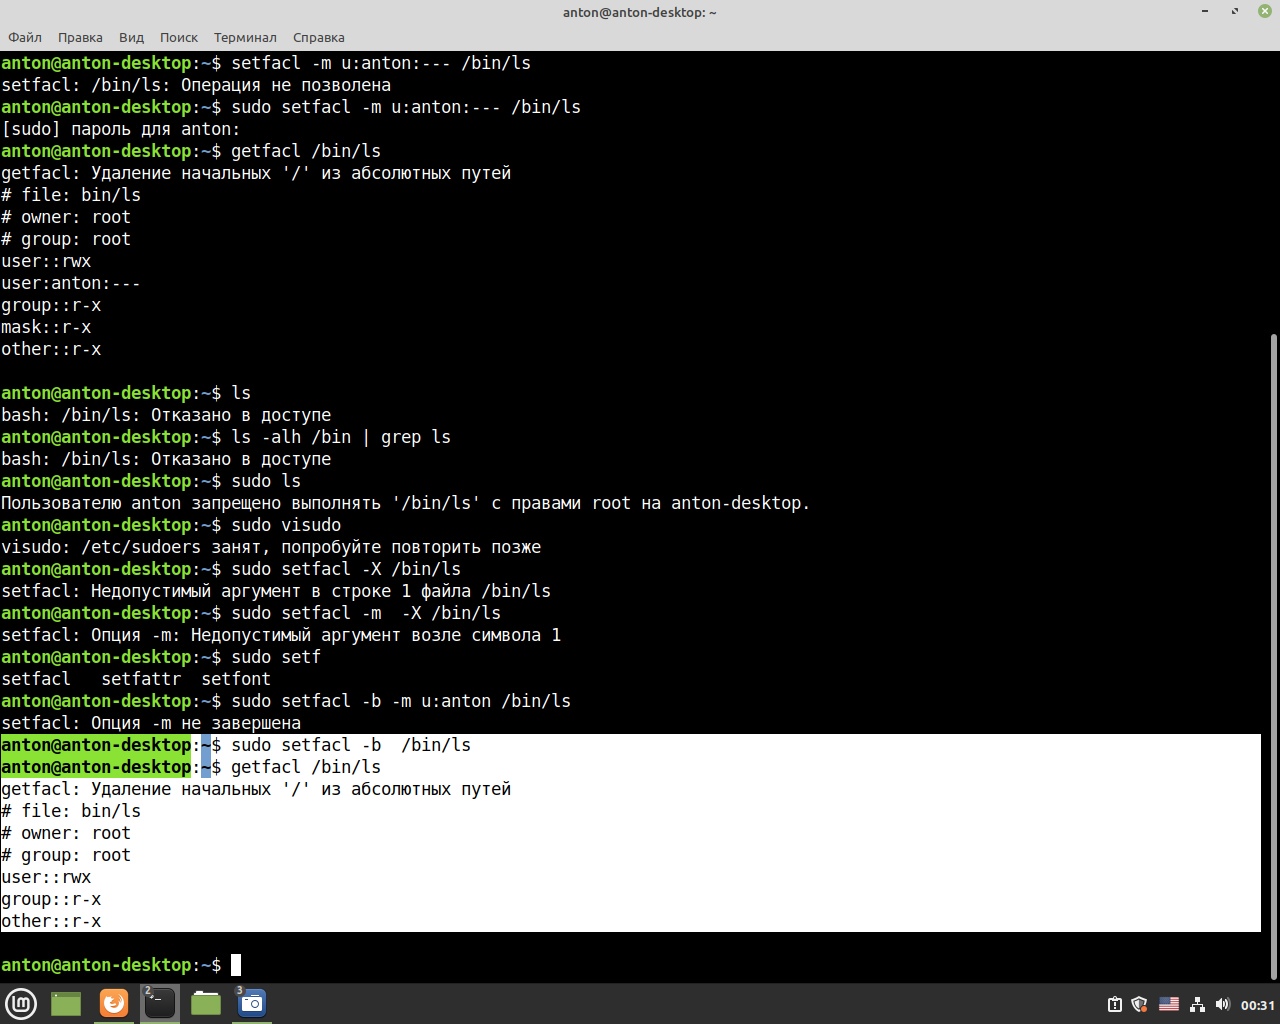 anton@anton-desktop: ~
Файл Правка Вид Поиск Терминал Справка
anton@anton-desktop:~$ setfacl -m u:anton:--- /bin/ls
setfacl: /bin/ls: Операция не позволена
anton@anton-desktop:~$ sudo setfacl -m u:anton:--- /bin/ls
[sudo] пароль для anton:
anton@anton-desktop:~$ getfacl /bin/ls
getfacl: Удаление начальных '/' из абсолютных путей
# file: bin/ls
# owner: root
# group: root
user::rwx
user:anton:---
group::r-x
mask::r-x
other::r-x
anton@anton-desktop:~$ ls
bash: /bin/ls: Отказано в доступе
anton@anton-desktop:~$ ls -alh /bin | grep ls
bash: /bin/ls: Отказано в доступе
anton@anton-desktop:~$ sudo ls
Пользователю anton запрещено выполнять '/bin/ls' с правами root на anton-desktop.
anton@anton-desktop:~$ sudo visudo
visudo: /etc/sudoers занят, попробуйте повторить позже
anton@anton-desktop:~$ sudo setfacl -X /bin/ls
setfacl: Недопустимый аргумент в строке 1 файла /bin/ls
anton@anton-desktop:~$ sudo setfacl -m  -X /bin/ls
setfacl: Опция -m: Недопустимый аргумент возле символа 1
anton@anton-desktop:~$ sudo setf
setfacl   setfattr  setfont
anton@anton-desktop:~$ sudo setfacl -b -m u:anton /bin/ls
setfacl: Опция -m не завершена
anton@anton-desktop:~$ sudo setfacl -b  /bin/ls
anton@anton-desktop:~$ getfacl /bin/ls
getfacl: Удаление начальных '/' из абсолютных путей
# file: bin/ls
# owner: root
# group: root
user::rwx
group::r-x
other::r-x
anton@anton-desktop:~$
2 3 00:31